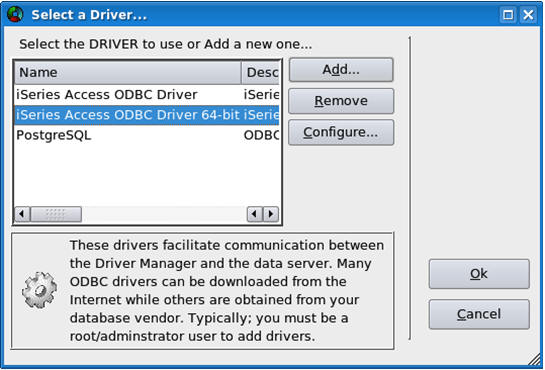 Select a Driver...
Select the DRIVER to use or Add a new one...
Name Desc
iSeries Access ODBC Driver iSerie
iSeries Access ODBC Driver 64-bit iSerie
PostgreSQL ODBC
Add...
Remove
Configure...
These drivers facilitate communication between
the Driver Manager and the data server. Many
ODBC drivers can be downloaded from the
Internet while others are obtained from your
database vendor. Typically; you must be a
root/adminstrator user to add drivers.
Ok
Cancel